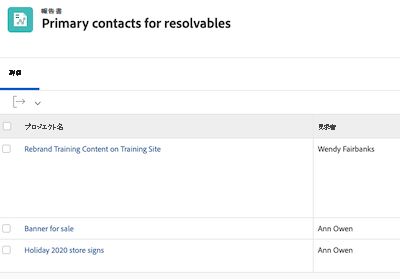 報告書
Primary contacts for resolvables
詳細
プロジェクト名
見求者
Rebrand Training Content on Training Site
Wendy Fairbanks
Banner for sale
Ann Owen
Holiday 2020 store signs
Ann Owen